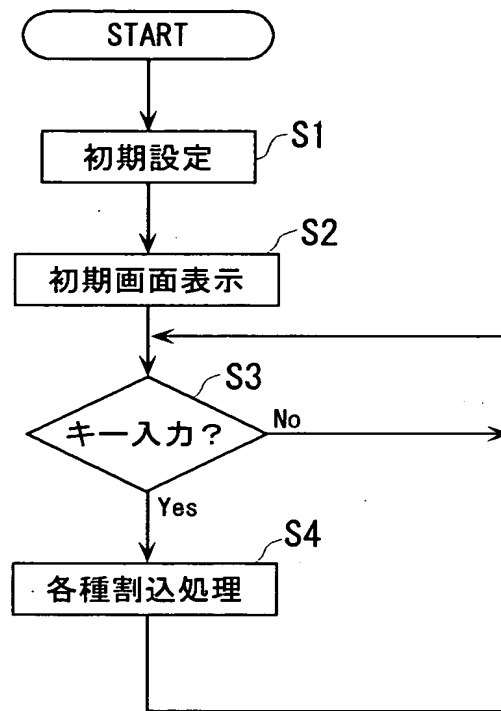 START
S1
初期設定
S2
初期画面表示
S3
キー入力?
No
Yes
S4
各種割込処理